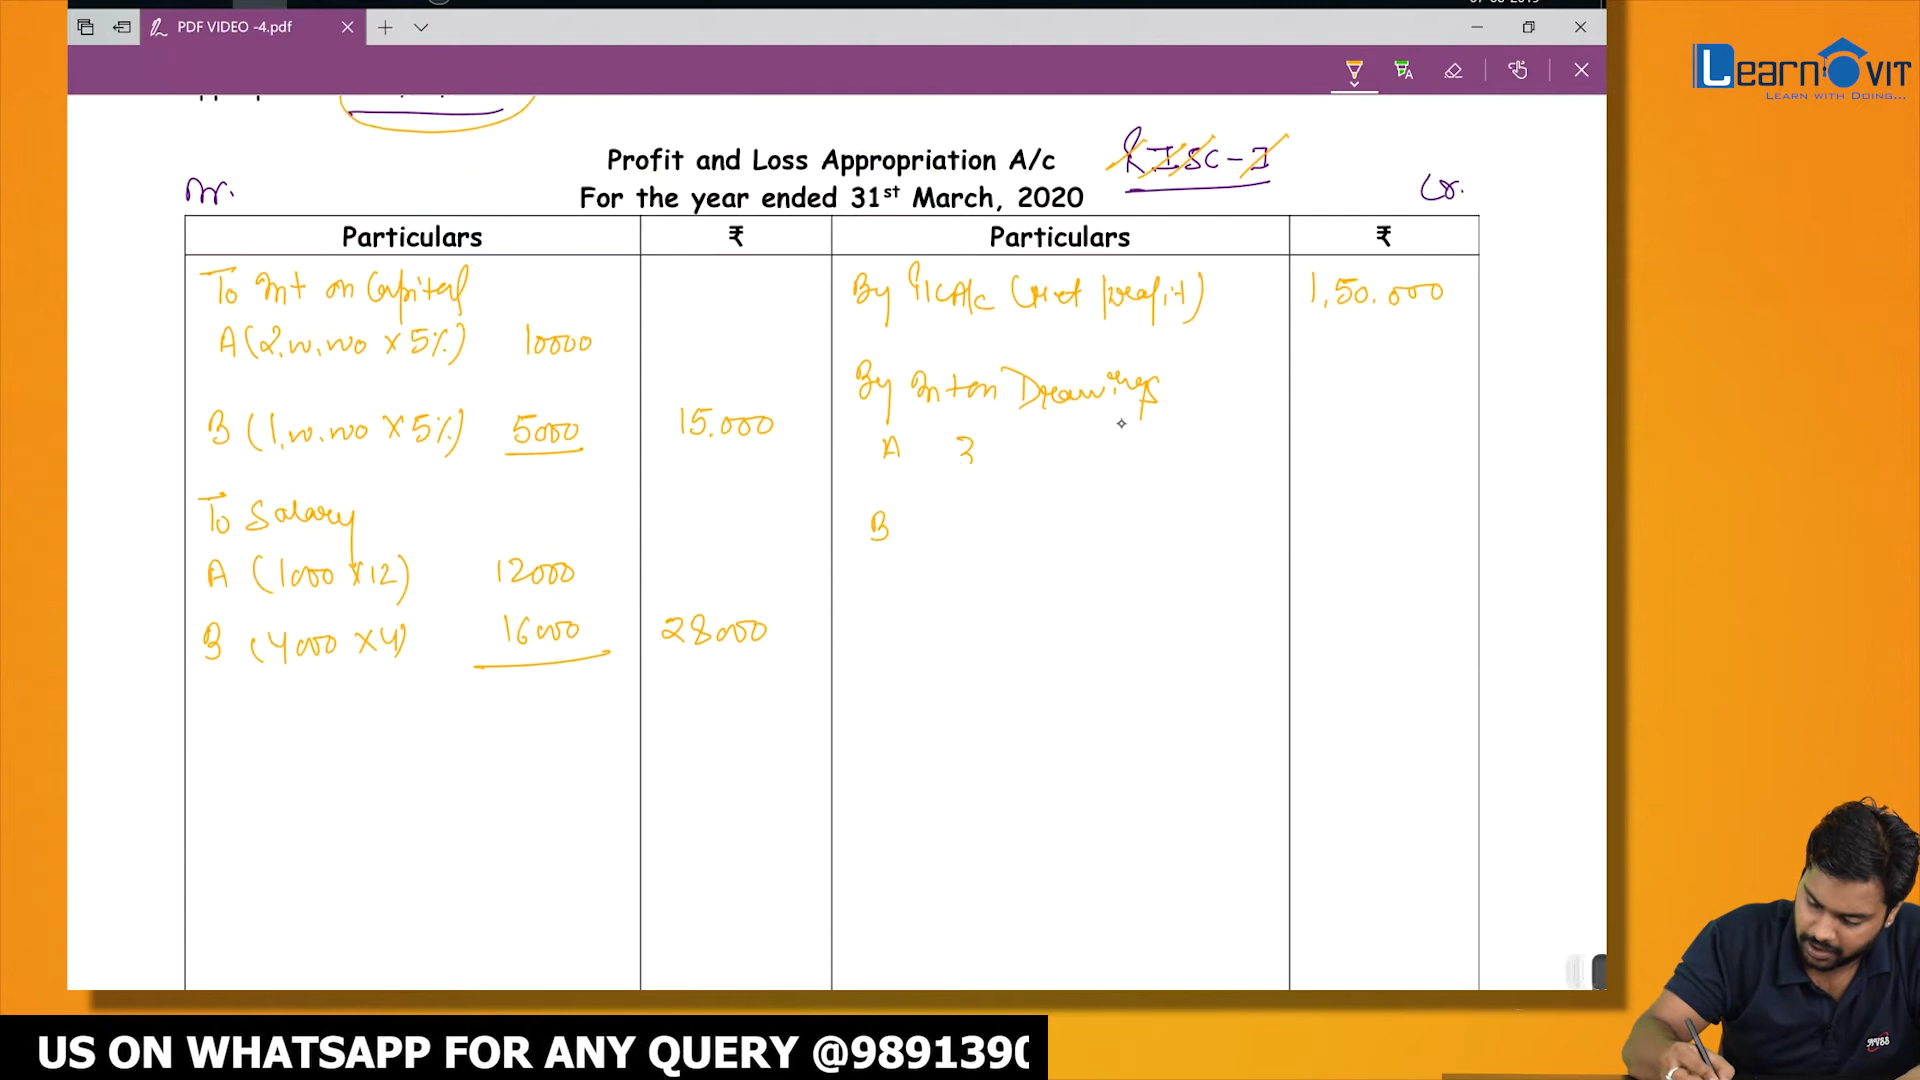 PDF VIDEO -4.pdf
LearnOVIT
LEARN WITH DOING...
Profit and Loss Appropriation A/c
For the year ended 31st March, 2020
RISC-I
Dr.
Cr.
Particulars ₹ Particulars ₹
To Int on Capital
A (2,00,000 x 5%) 10000
B (1,00,000 x 5%) 5000 15,000
To Salary
A (1000 x 12) 12000
B (4000 x 4) 16000 28000
By P/L A/c (Net profit) 1,50,000
By Int on Drawings
A 3
B
US ON WHATSAPP FOR ANY QUERY @9891390